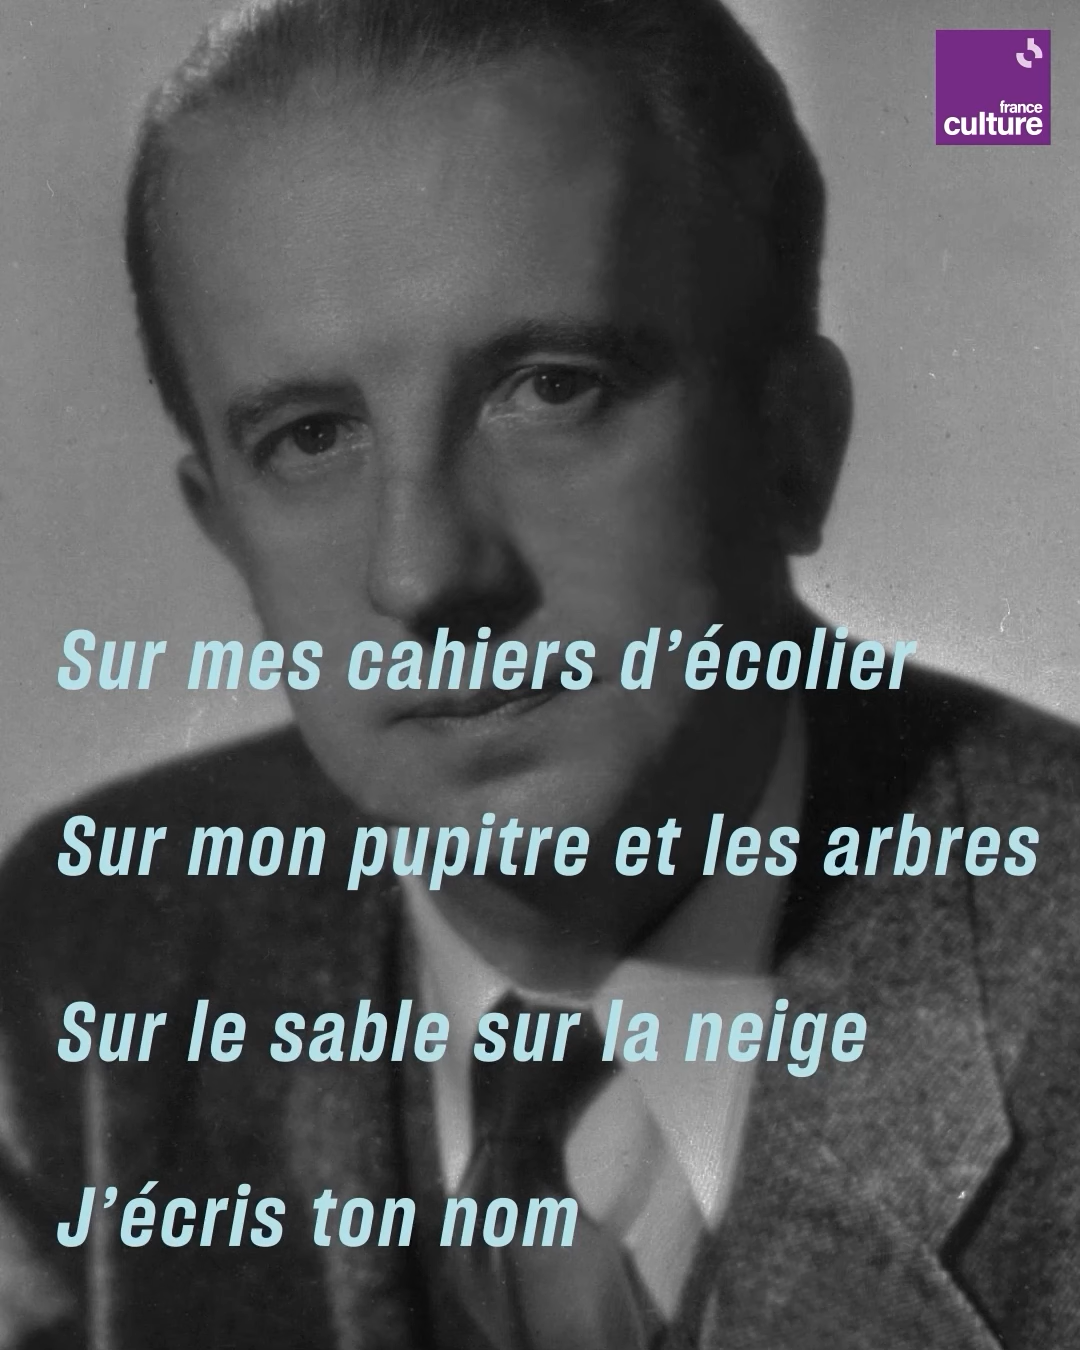 france
culture
Sur mes cahiers d’écolier
Sur mon pupitre et les arbres
Sur le sable sur la neige
J’écris ton nom